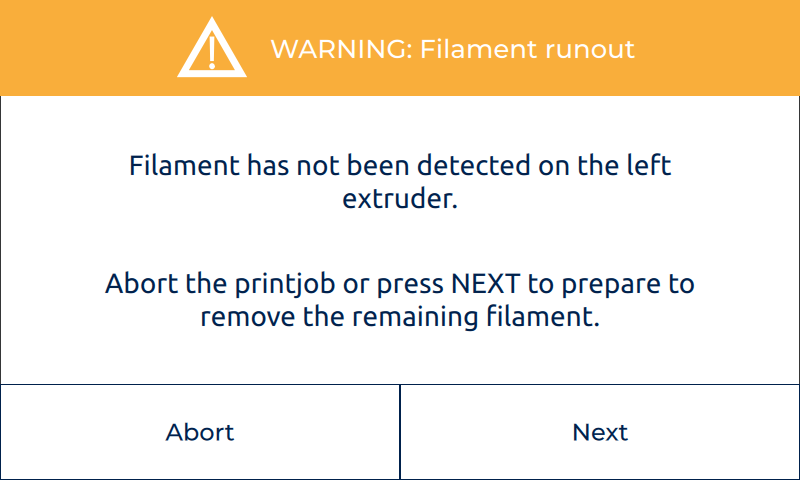 WARNING: Filament runout
Filament has not been detected on the left
extruder.
Abort the printjob or press NEXT to prepare to
remove the remaining filament.
Abort
Next